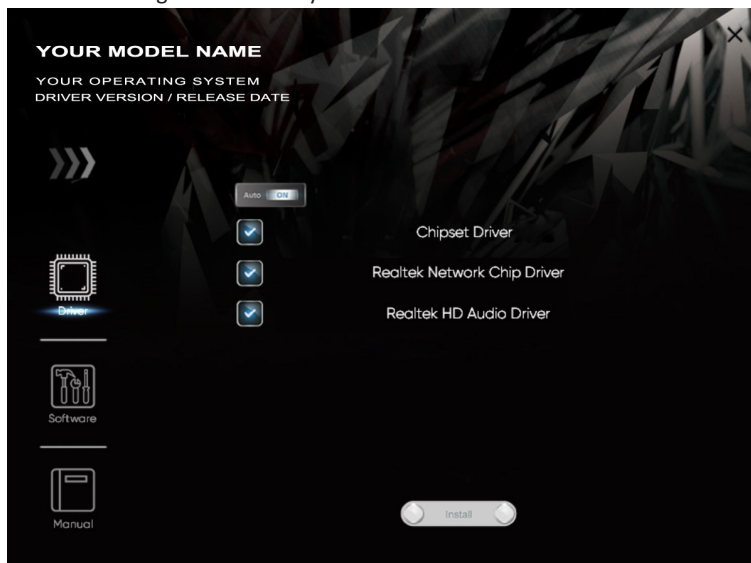 YOUR MODEL NAME
YOUR OPERATING SYSTEM
DRIVER VERSION / RELEASE DATE
Auto ON
Chipset Driver
Realtek Network Chip Driver
Realtek HD Audio Driver
Driver
Software
Manual
Install